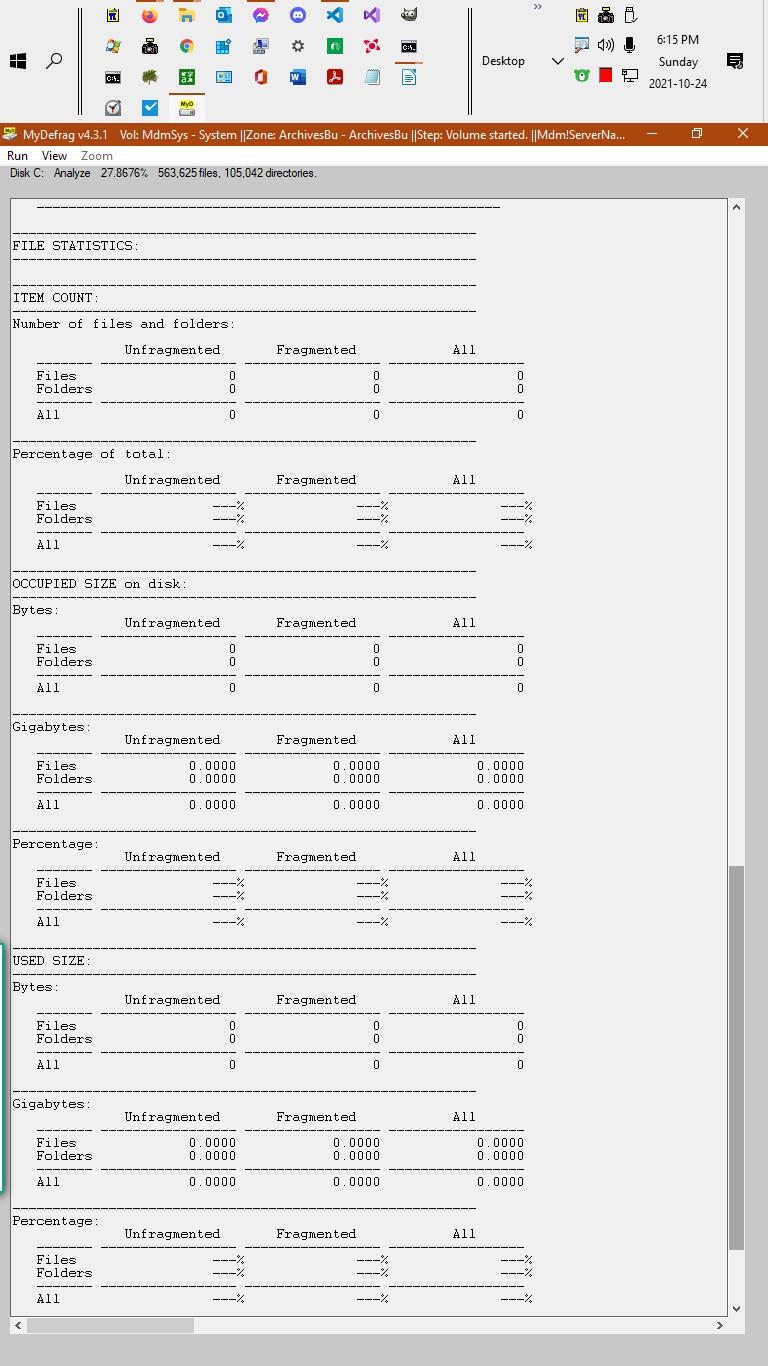 Desktop
6:15 PM
Sunday
2021-10-24
MyDefrag v4.3.1 Vol: MdmSys - System ||Zone: ArchivesBu - ArchivesBu ||Step: Volume started. ||Mdm!ServerNa...
Run View Zoom
Disk C: Analyze 27.8676% 563,625 files, 105,042 directories.
FILE STATISTICS:
ITEM COUNT:
Number of files and folders:
Unfragmented Fragmented All
Files 0 0 0
Folders 0 0 0
All 0 0 0
Percentage of total:
Unfragmented Fragmented All
Files ---% ---% ---%
Folders ---% ---% ---%
All ---% ---% ---%
OCCUPIED SIZE on disk:
Bytes:
Unfragmented Fragmented All
Files 0 0 0
Folders 0 0 0
All 0 0 0
Gigabytes:
Unfragmented Fragmented All
Files 0.0000 0.0000 0.0000
Folders 0.0000 0.0000 0.0000
All 0.0000 0.0000 0.0000
Percentage:
Unfragmented Fragmented All
Files ---% ---% ---%
Folders ---% ---% ---%
All ---% ---% ---%
USED SIZE:
Bytes:
Unfragmented Fragmented All
Files 0 0 0
Folders 0 0 0
All 0 0 0
Gigabytes:
Unfragmented Fragmented All
Files 0.0000 0.0000 0.0000
Folders 0.0000 0.0000 0.0000
All 0.0000 0.0000 0.0000
Percentage:
Unfragmented Fragmented All
Files ---% ---% ---%
Folders ---% ---% ---%
All ---% ---% ---%